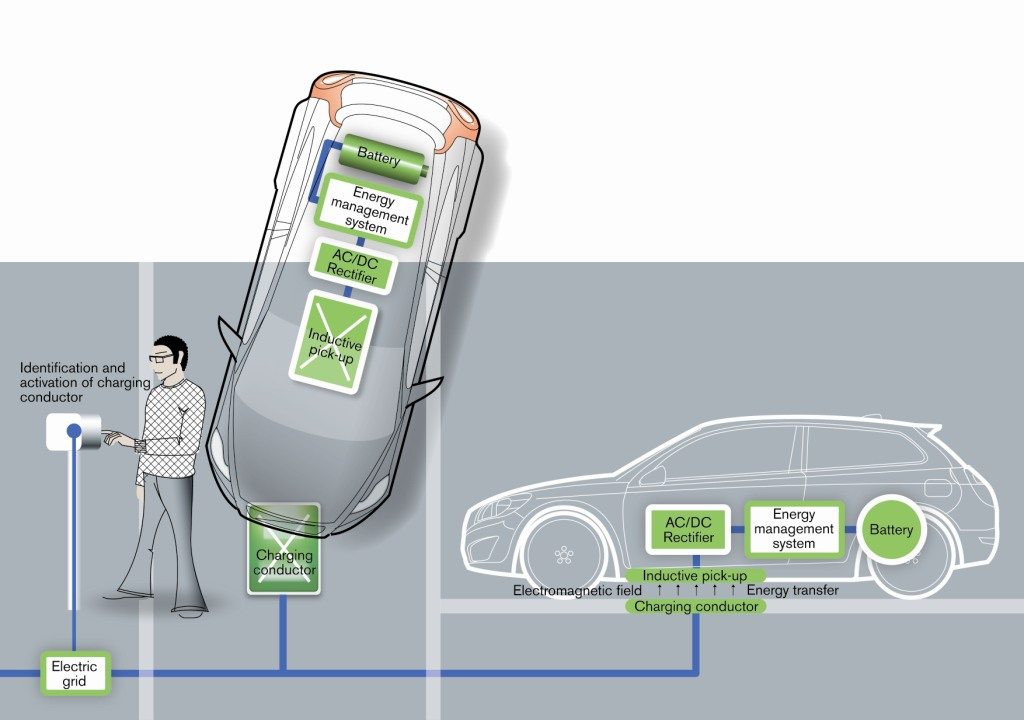 Battery
Energy
management
system
AC/DC
Rectifier
Inductive
pick-up
Identification and
activation of charging
conductor
Charging
conductor
Electric
grid
AC/DC
Rectifier
Energy
management
system
Battery
Inductive pick-up
Electromagnetic field ↑ ↑ ↑ ↑ ↑ Energy transfer
Charging conductor